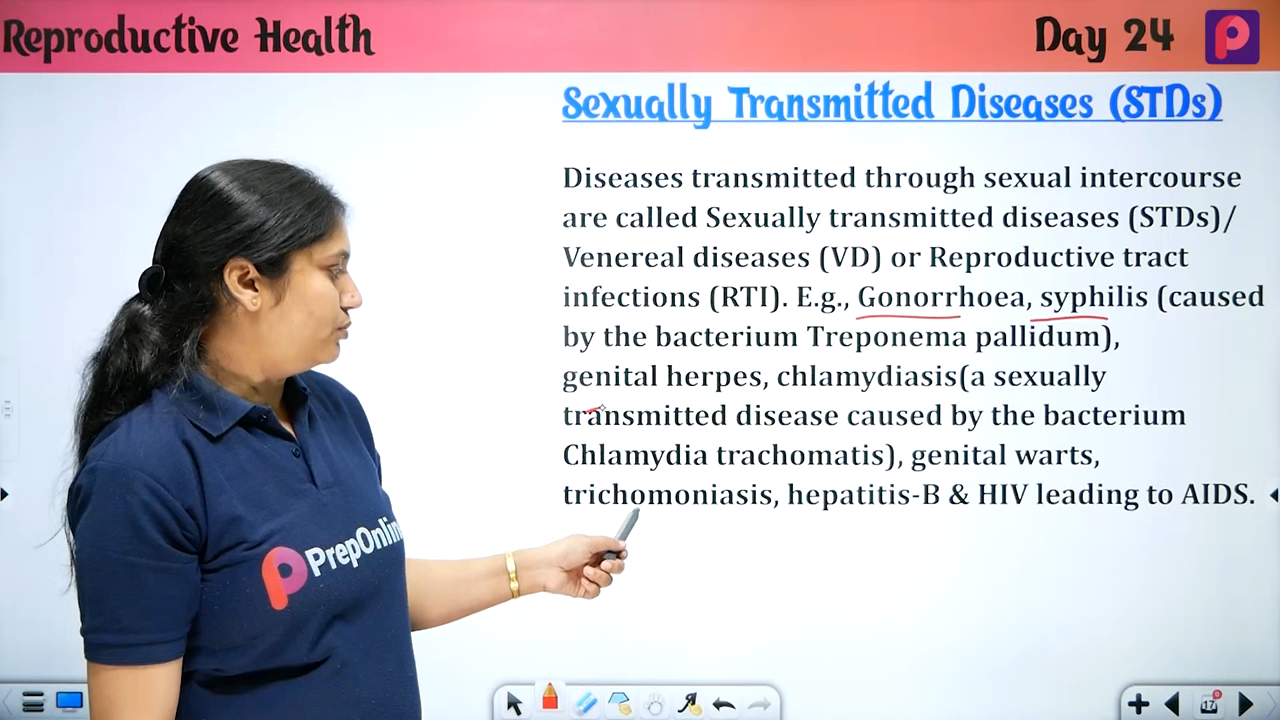 Reproductive Health
Day 24
Sexually Transmitted Diseases (STDs)
Diseases transmitted through sexual intercourse
are called Sexually transmitted diseases (STDs)/
Venereal diseases (VD) or Reproductive tract
infections (RTI). E.g., Gonorrhoea, syphilis (caused
by the bacterium Treponema pallidum),
genital herpes, chlamydiasis(a sexually
transmitted disease caused by the bacterium
Chlamydia trachomatis), genital warts,
trichomoniasis, hepatitis-B & HIV leading to AIDS.
PrepOnlin
17